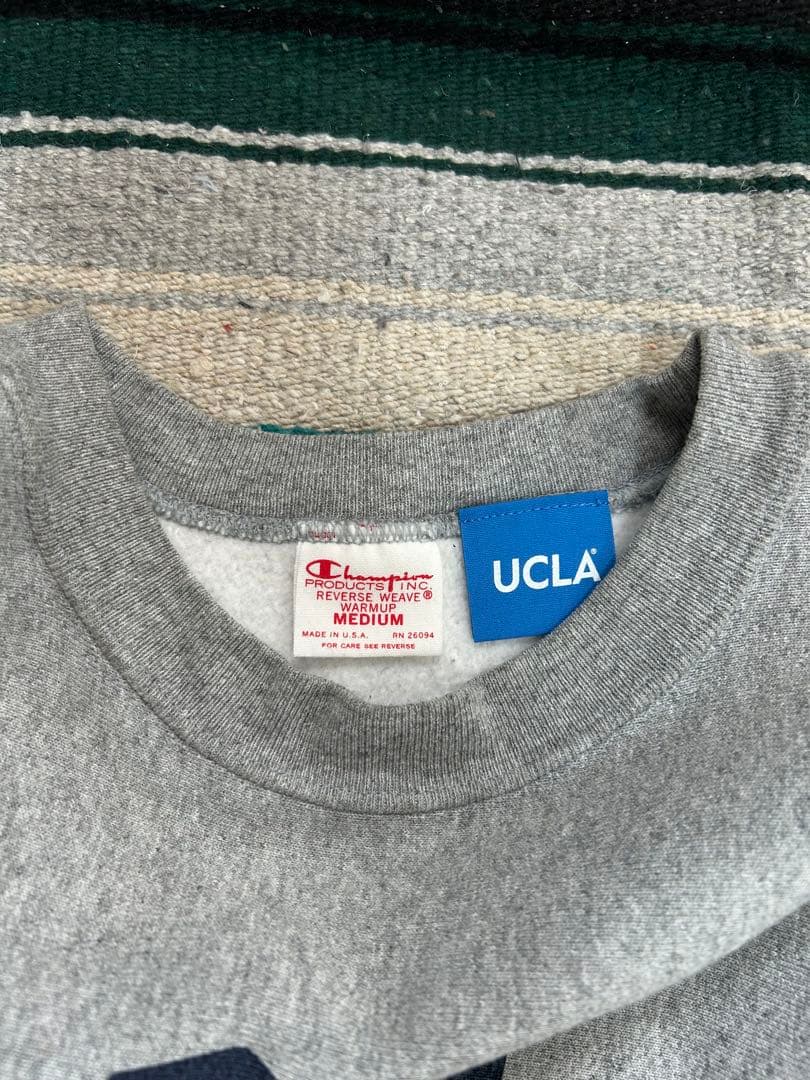 Champion
PRODUCTS INC.
REVERSE WEAVE®
WARMUP
MEDIUM
MADE IN U.S.A. RN 26094
FOR CARE SEE REVERSE
UCLA®